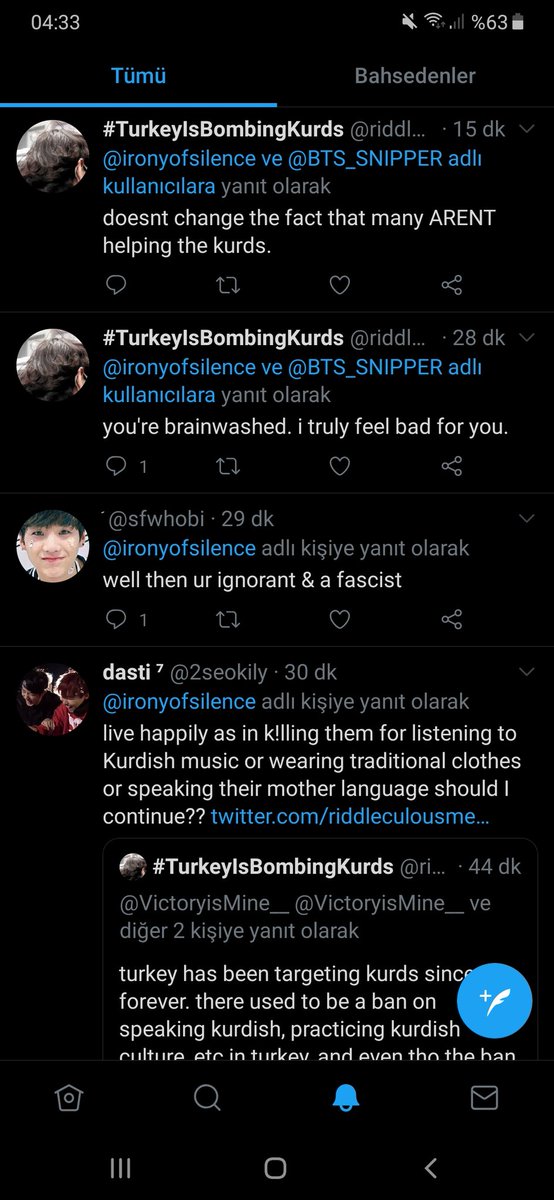 04:33
%63
Tümü
Bahsedenler
#TurkeyIsBombingKurds @riddl... · 15 dk
@ironyofsilence ve @BTS_SNIPPER adlı
kullanıcılara yanıt olarak
doesnt change the fact that many ARENT
helping the kurds.
#TurkeyIsBombingKurds @riddl... · 28 dk
@ironyofsilence ve @BTS_SNIPPER adlı
kullanıcılara yanıt olarak
you're brainwashed. i truly feel bad for you.
1
@sfwhobi · 29 dk
@ironyofsilence adlı kişiye yanıt olarak
well then ur ignorant & a fascist
1
dasti ⁷ @2seokily · 30 dk
@ironyofsilence adlı kişiye yanıt olarak
live happily as in k!lling them for listening to
Kurdish music or wearing traditional clothes
or speaking their mother language should I
continue?? twitter.com/riddleculousme...
#TurkeyIsBombingKurds @ri... · 44 dk
@VictoryisMine__ @VictoryisMine__ ve
diğer 2 kişiye yanıt olarak
turkey has been targeting kurds since
forever. there used to be a ban on
speaking kurdish, practicing kurdish
culture, etc in turkey, and even tho the ban